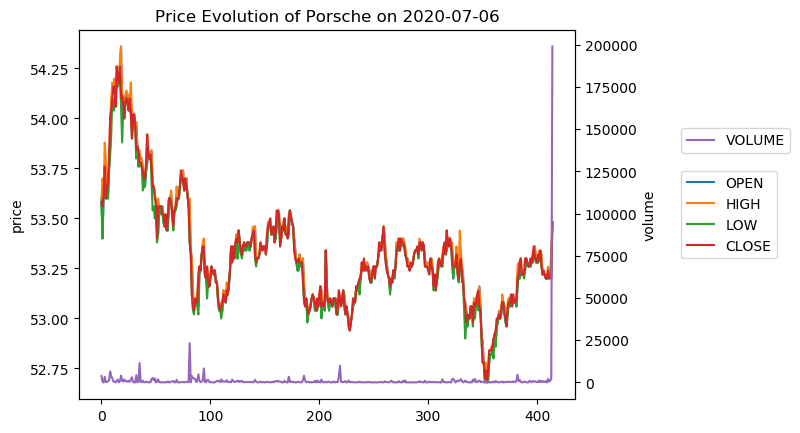 Price Evolution of Porsche on 2020-07-06
54.25
54.00
53.75
53.50
53.25
53.00
52.75
price
0
100
200
300
400
200000
175000
150000
125000
100000
75000
50000
25000
0
volume
VOLUME
OPEN
HIGH
LOW
CLOSE